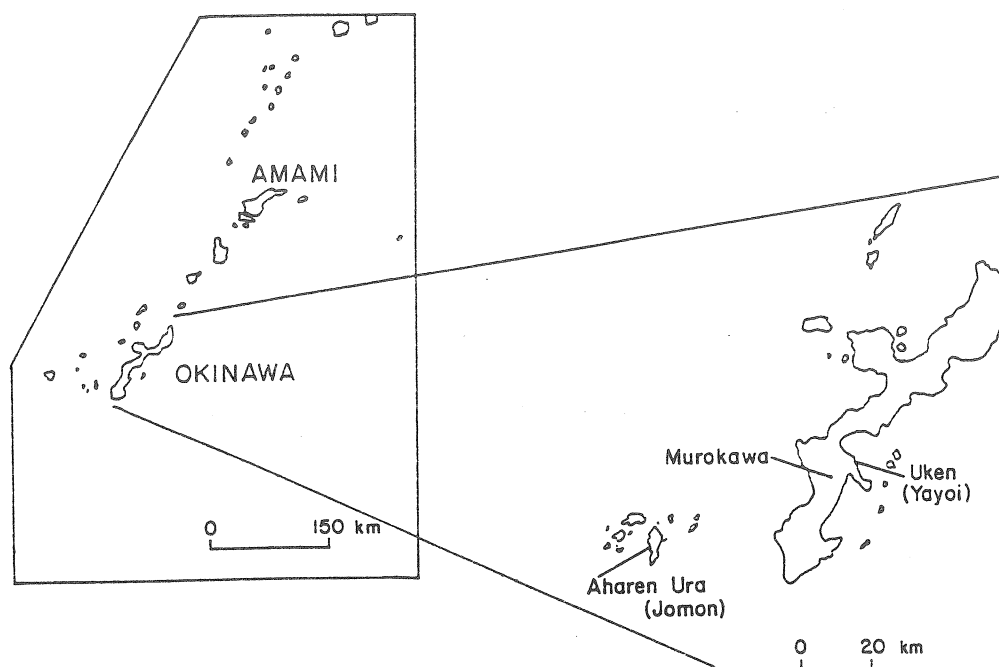 AMAMI
OKINAWA
0 150 km
Murokawa
Uken
(Yayoi)
Aharen Ura
(Jomon)
0 20 km